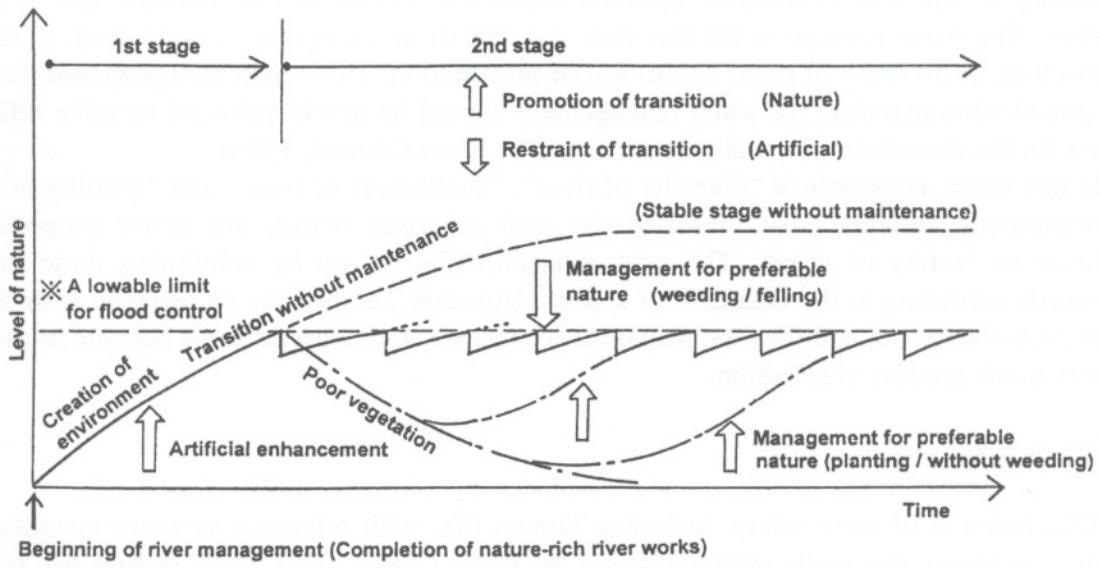 1st stage
2nd stage
Promotion of transition (Nature)
Restraint of transition (Artificial)
(Stable stage without maintenance)
Level of nature
※ A lowable limit
for flood control
Transition without maintenance
Management for preferable
nature (weeding / felling)
Creation of
environment
Poor vegetation
Artificial enhancement
Management for preferable
nature (planting / without weeding)
Time
Beginning of river management (Completion of nature-rich river works)